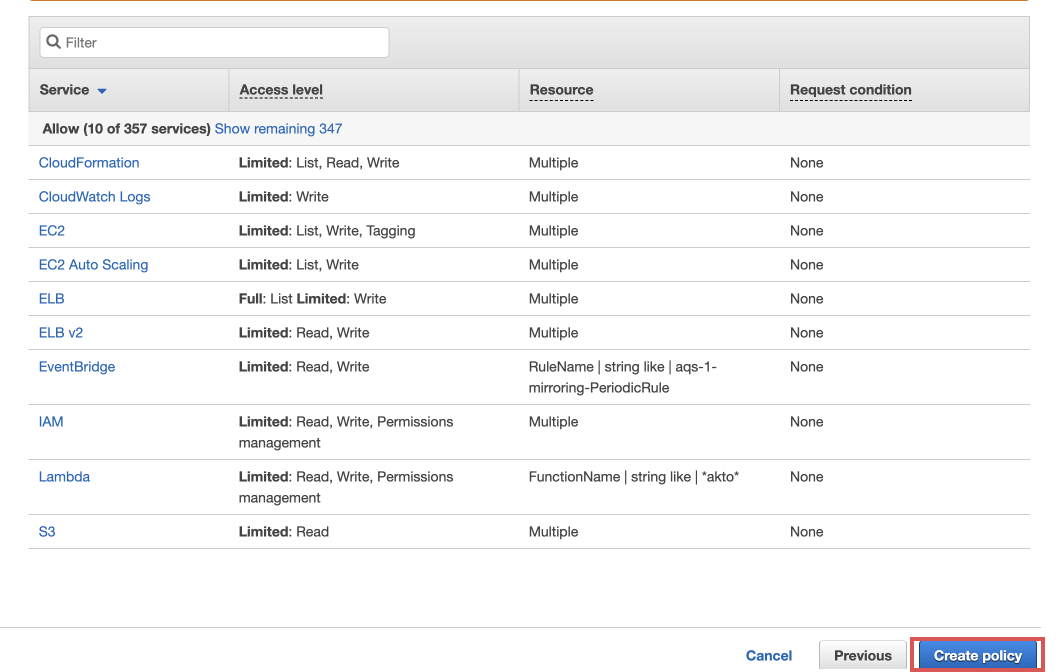 Filter
Service Access level Resource Request condition
Allow (10 of 357 services) Show remaining 347
CloudFormation Limited: List, Read, Write Multiple None
CloudWatch Logs Limited: Write Multiple None
EC2 Limited: List, Write, Tagging Multiple None
EC2 Auto Scaling Limited: List, Write Multiple None
ELB Full: List Limited: Write Multiple None
ELB v2 Limited: Read, Write Multiple None
EventBridge Limited: Read, Write RuleName | string like | aqs-1- None
mirroring-PeriodicRule
IAM Limited: Read, Write, Permissions Multiple None
management
Lambda Limited: Read, Write, Permissions FunctionName | string like | *akto* None
management
S3 Limited: Read Multiple None
Cancel Previous Create policy